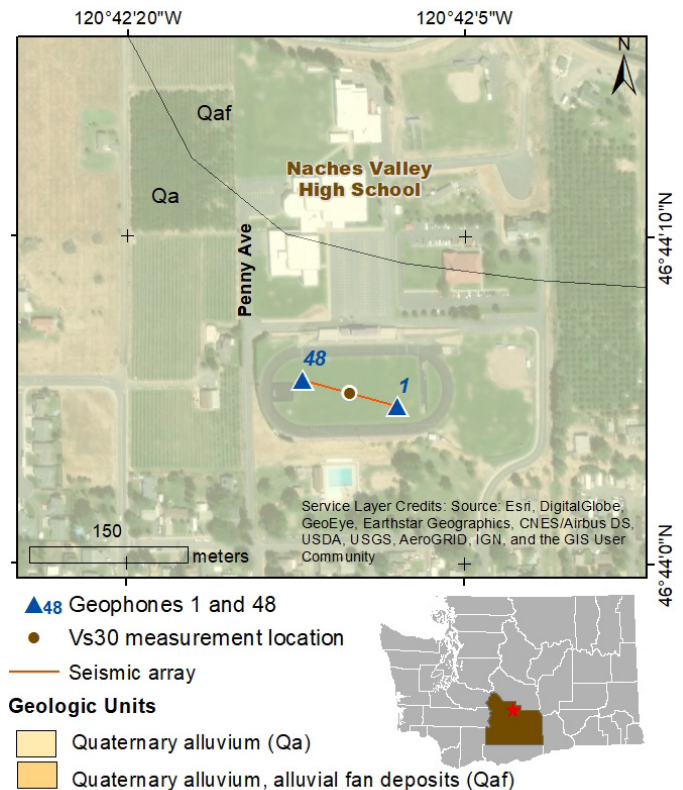 120°42'20"W
120°42'5"W
N
Qaf
Naches Valley
High School
Qa
46°44'10"N
Penny Ave
48
1
Service Layer Credits: Source: Esri, DigitalGlobe,
GeoEye, Earthstar Geographics, CNES/Airbus DS,
USDA, USGS, AeroGRID, IGN, and the GIS User
Community
150
meters
46°44'0"N
48 Geophones 1 and 48
Vs30 measurement location
Seismic array
Geologic Units
Quaternary alluvium (Qa)
Quaternary alluvium, alluvial fan deposits (Qaf)